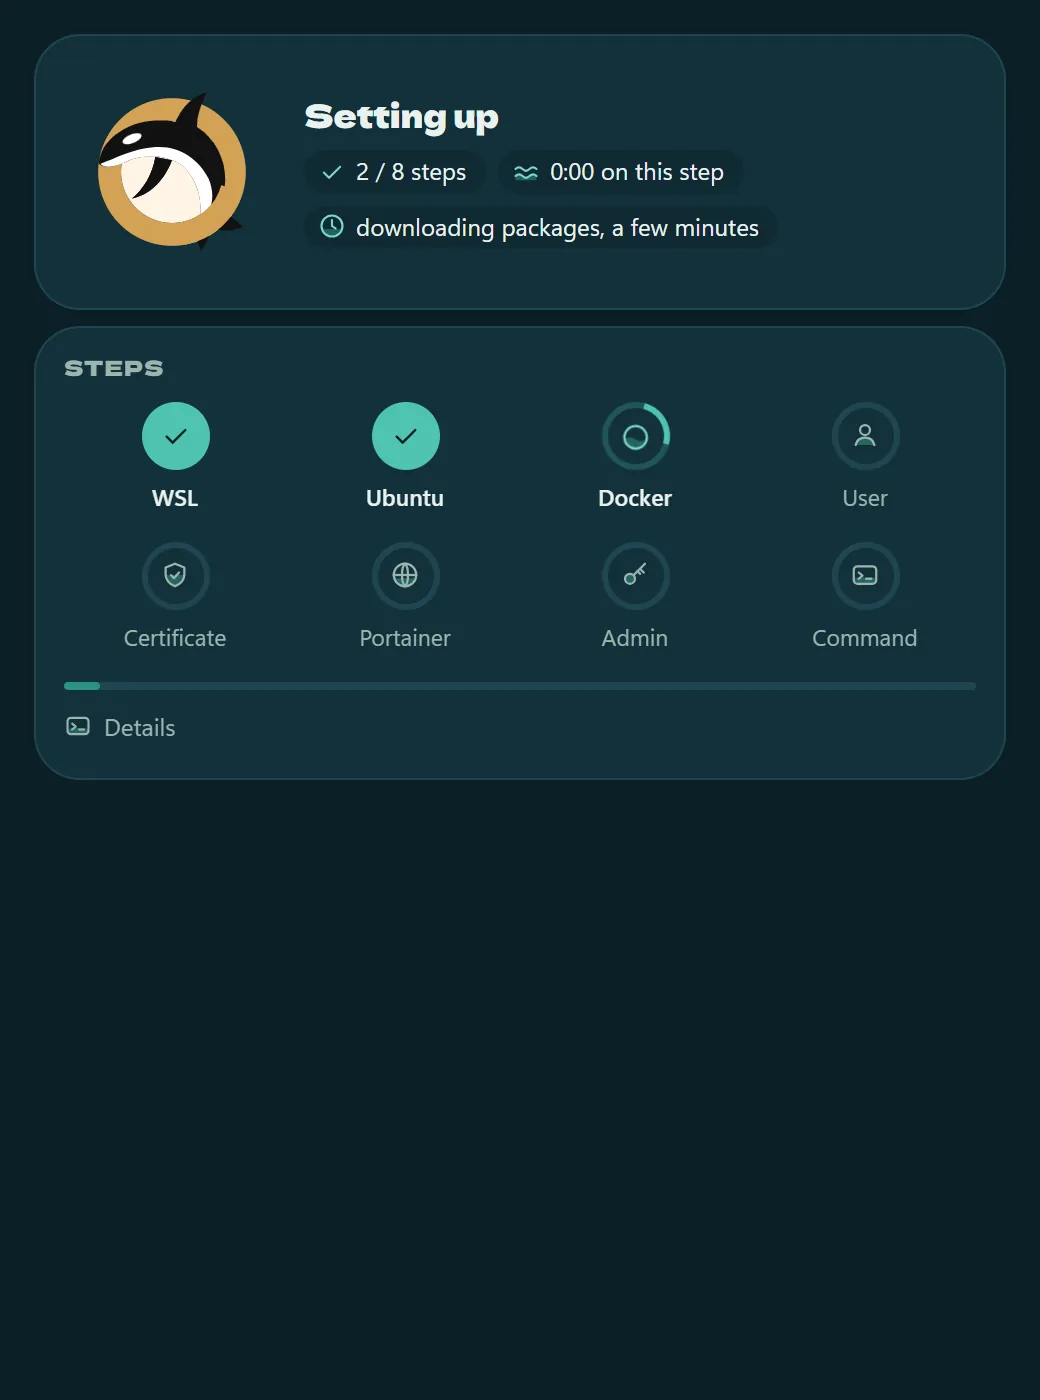 Setting up
2 / 8 steps
0:00 on this step
downloading packages, a few minutes
STEPS
WSL
Ubuntu
Docker
User
Certificate
Portainer
Admin
Command
Details